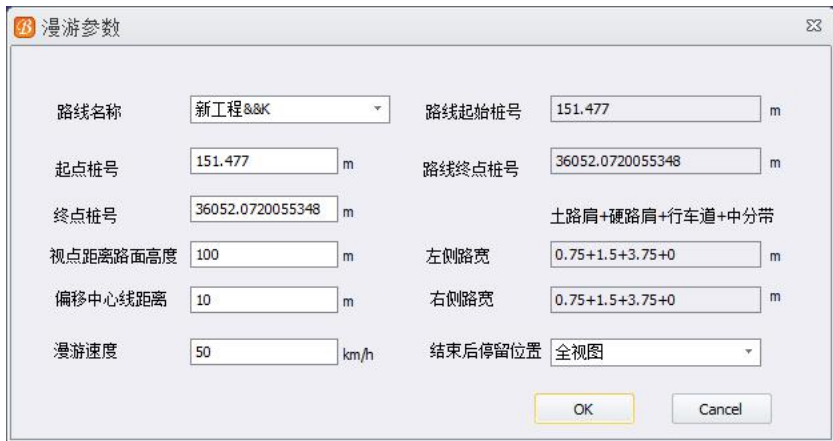 漫游参数
路线名称 新工程&&K 路线起始桩号 151.477 m
起点桩号 151.477 m 路线终点桩号 36052.0720055348 m
终点桩号 36052.0720055348 m 土路肩+硬路肩+行车道+中分带
视点距离路面高度 100 m 左侧路宽 0.75+1.5+3.75+0 m
偏移中心线距离 10 m 右侧路宽 0.75+1.5+3.75+0 m
漫游速度 50 km/h 结束后停留位置 全视图
OK Cancel